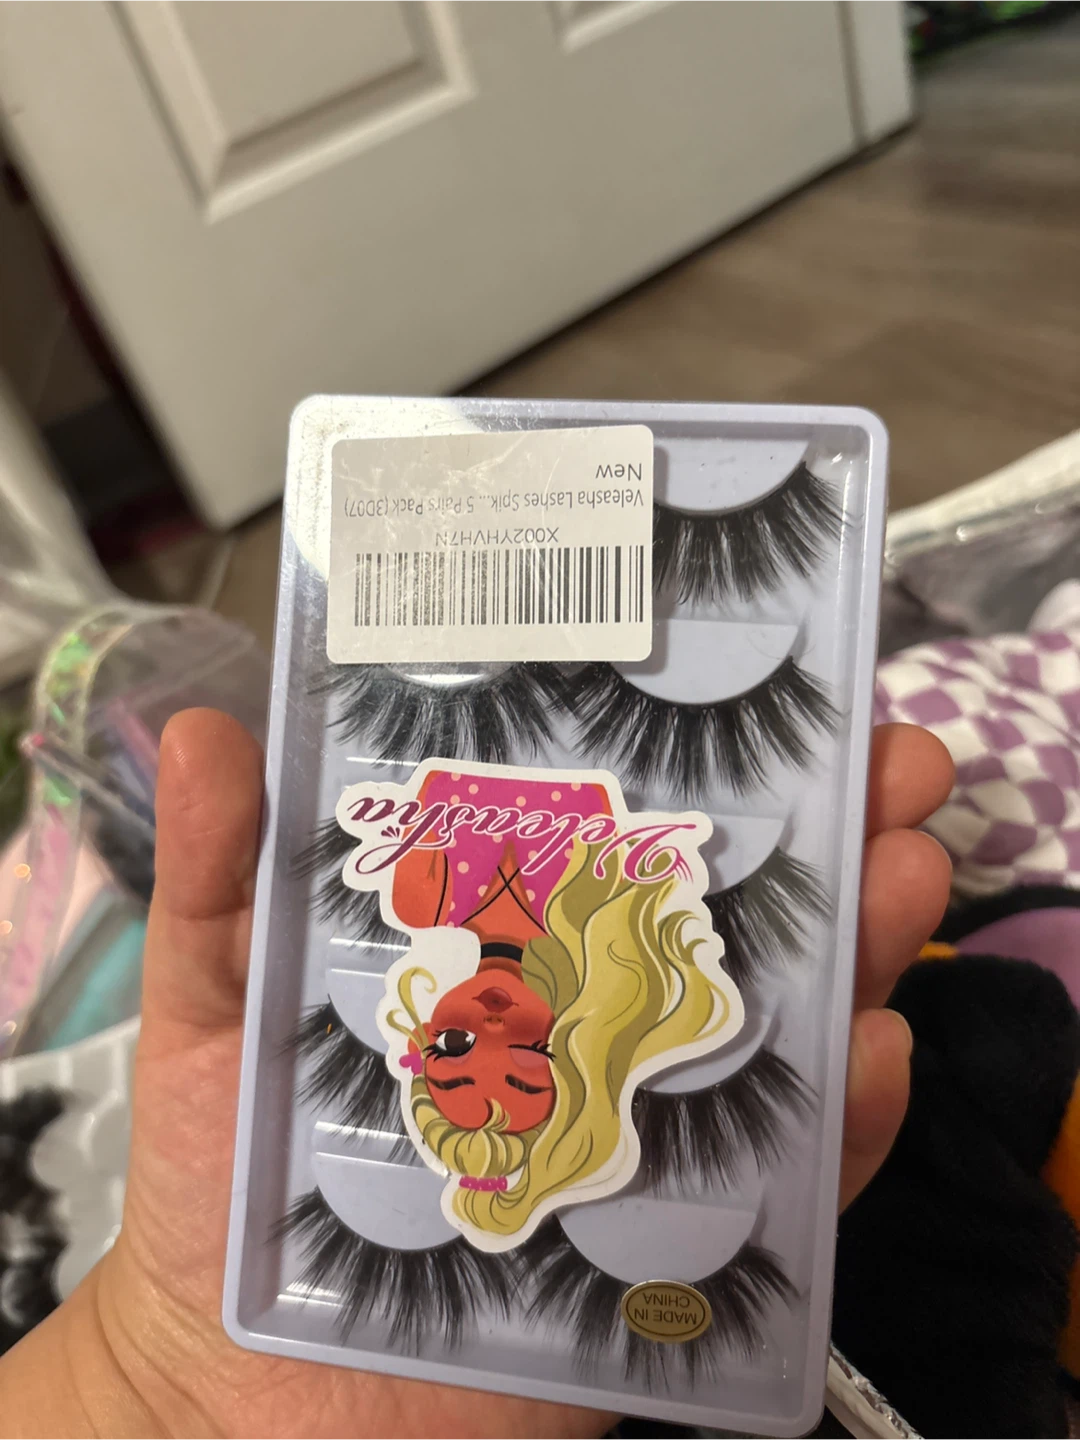 X002YHVH7N
Veleasha Lashes Spik... 5 Pairs Pack (3D07)
New
Veleasha
MADE IN
CHINA